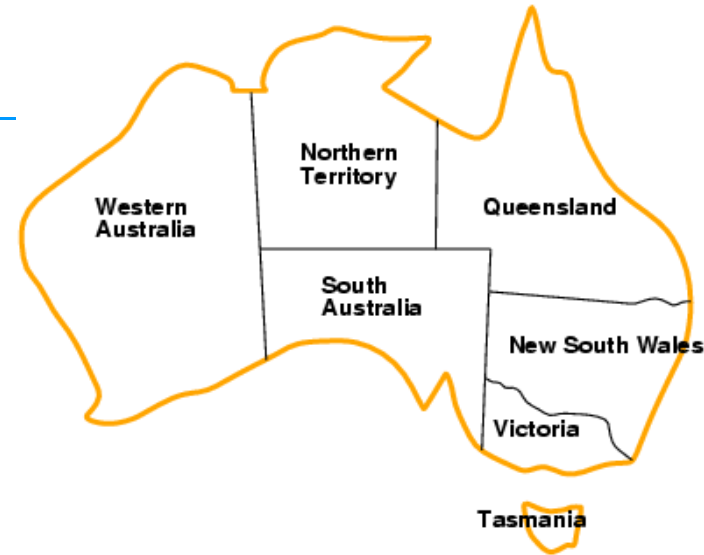 Northern
Territory
Western
Australia
Queensland
South
Australia
New South Wales
Victoria
Tasmania